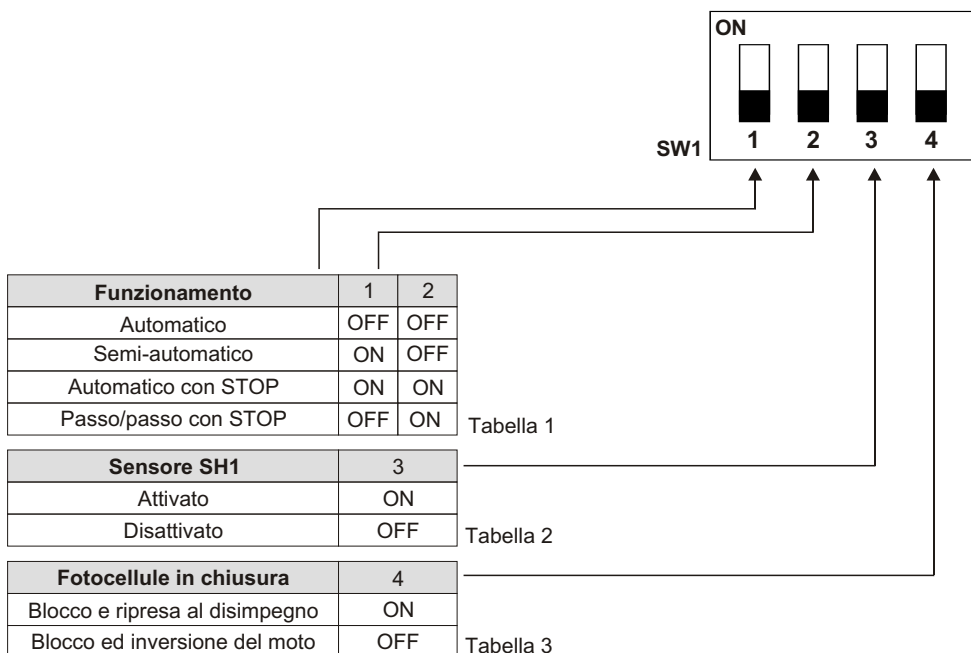 ON
SW1
1 2 3 4
Funzionamento 1 2
Automatico OFF OFF
Semi-automatico ON OFF
Automatico con STOP ON ON
Passo/passo con STOP OFF ON
Tabella 1
Sensore SH1 3
Attivato ON
Disattivato OFF
Tabella 2
Fotocellule in chiusura 4
Blocco e ripresa al disimpegno ON
Blocco ed inversione del moto OFF
Tabella 3